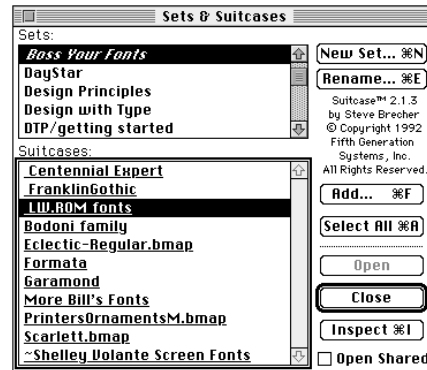 Sets & Suitcases
Sets:
Boss Your Fonts
DayStar
Design Principles
Design with Type
DTP/getting started
New Set... ⌘N
Rename... ⌘E
Suitcase™ 2.1.3
by Steve Brecher
© Copyright 1992
Fifth Generation
Systems, Inc.
All Rights Reserved.
Suitcases:
_Centennial Expert
_FranklinGothic
_LW.ROM fonts
Bodoni family
Eclectic-Regular.bmap
Formata
Garamond
More Bill's Fonts
PrintersOrnamentsM.bmap
Scarlett.bmap
~Shelley Volante Screen Fonts
Add... ⌘F
Select All ⌘A
Open
Close
Inspect ⌘I
Open Shared